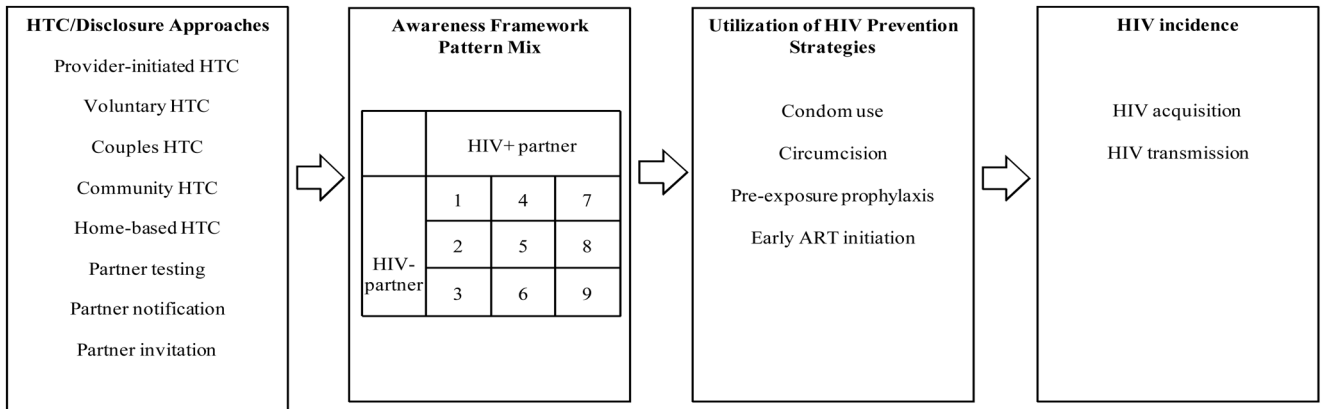 HTC/Disclosure Approaches
Provider-initiated HTC
Voluntary HTC
Couples HTC
Community HTC
Home-based HTC
Partner testing
Partner notification
Partner invitation
Awareness Framework
Pattern Mix
HIV+ partner
1 4 7
2 5 8
HIV-
partner
3 6 9
Utilization of HIV Prevention
Strategies
Condom use
Circumcision
Pre-exposure prophylaxis
Early ART initiation
HIV incidence
HIV acquisition
HIV transmission